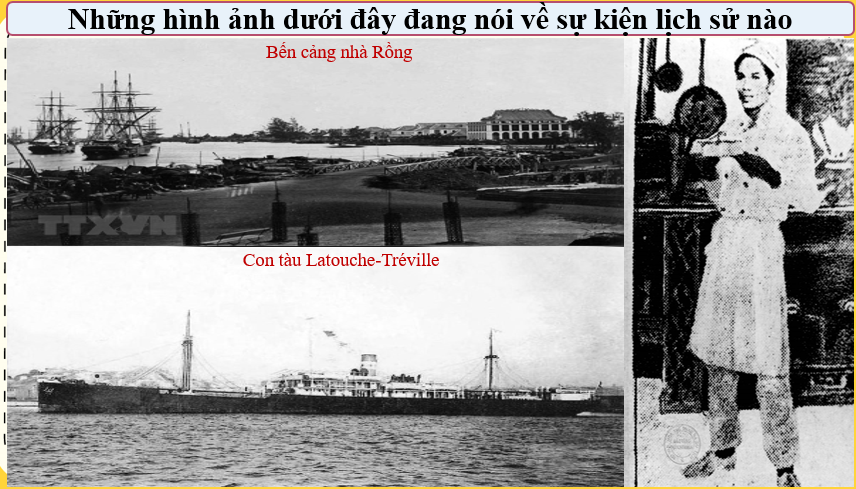 Những hình ảnh dưới đây đang nói về sự kiện lịch sử nào
Bến cảng nhà Rồng
TTXVN
Con tàu Latouche-Tréville